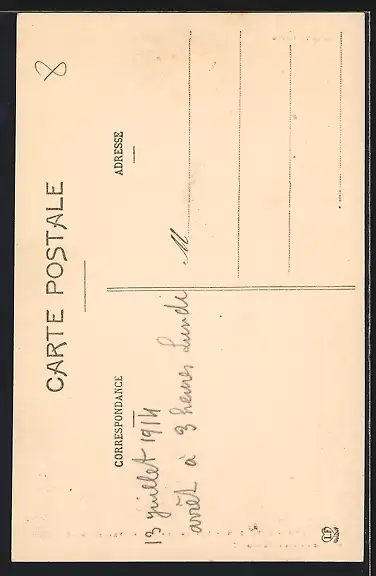 8
CARTE POSTALE
CORRESPONDANCE
ADRESSE
13 juillet 1914
arrêt à 3 heures Lundi
M